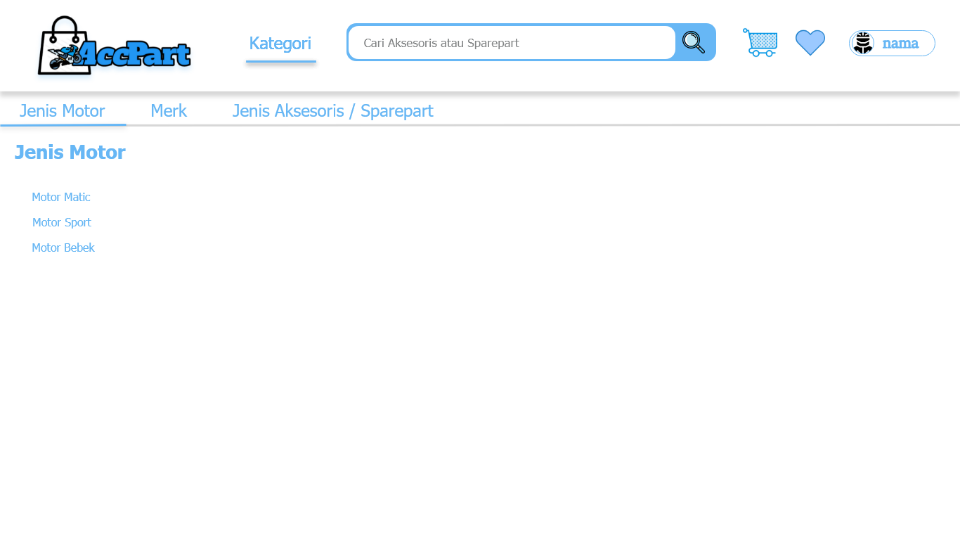 AccPart
Kategori
Cari Aksesoris atau Sparepart
nama
Jenis Motor
Merk
Jenis Aksesoris / Sparepart
Jenis Motor
Motor Matic
Motor Sport
Motor Bebek